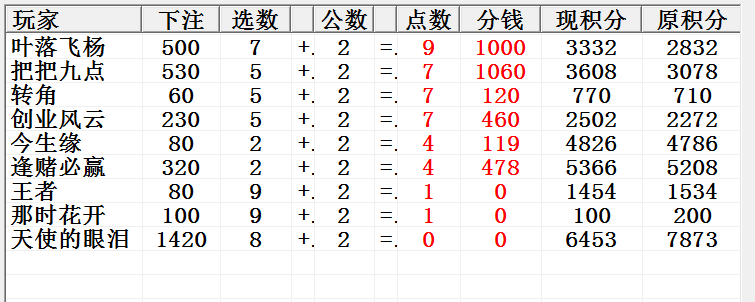 玩家 下注 选数 公数 点数 分钱 现积分 原积分
叶落飞杨 500 7 +. 2 =. 9 1000 3332 2832
把把九点 530 5 +. 2 =. 7 1060 3608 3078
转角 60 5 +. 2 =. 7 120 770 710
创业风云 230 5 +. 2 =. 7 460 2502 2272
今生缘 80 2 +. 2 =. 4 119 4826 4786
逢赌必赢 320 2 +. 2 =. 4 478 5366 5208
王者 80 9 +. 2 =. 1 0 1454 1534
那时花开 100 9 +. 2 =. 1 0 100 200
天使的眼泪 1420 8 +. 2 =. 0 0 6453 7873